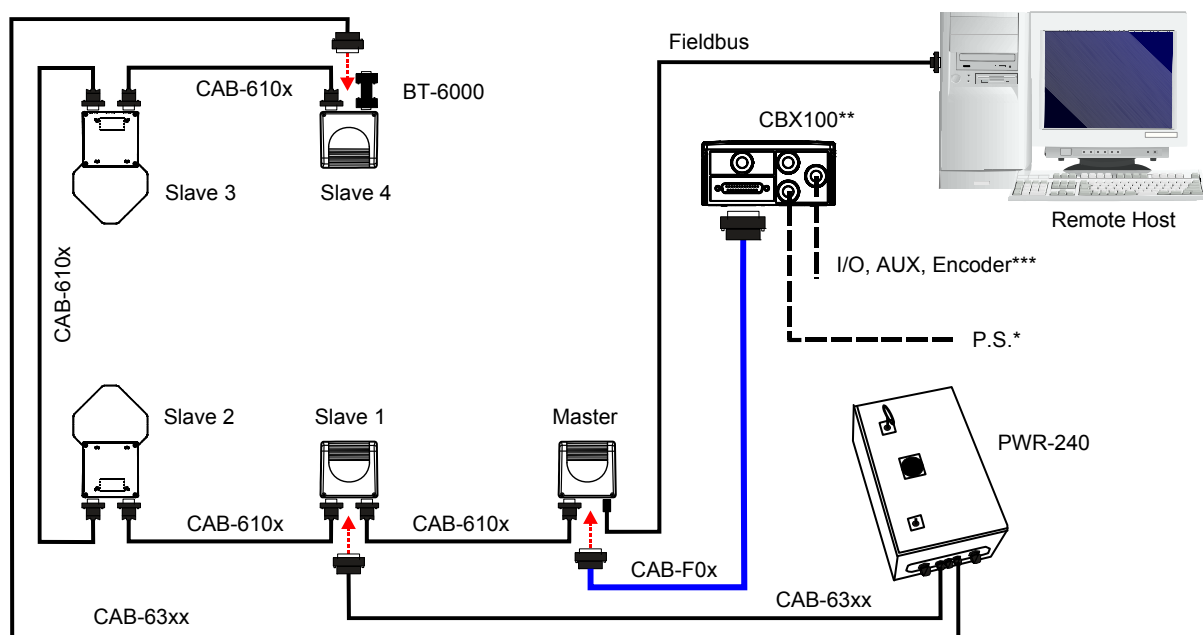 Fieldbus
CAB-610x
BT-6000
CBX100**
Slave 3
Slave 4
Remote Host
CAB-610x
I/O, AUX, Encoder***
P.S.*
Slave 2
Slave 1
Master
PWR-240
CAB-610x
CAB-610x
CAB-F0x
CAB-63xx
CAB-63xx